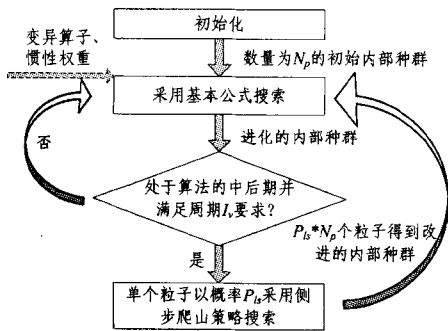 初始化
变异算子、
惯性权重
数量为Np的初始内部种群
采用基本公式搜索
否
进化的内部种群
处于算法的中后期并
满足周期Iv要求?
Pls*Np个粒子得到改
进的内部种群
是
单个粒子以概率Pls采用侧
步爬山策略搜索